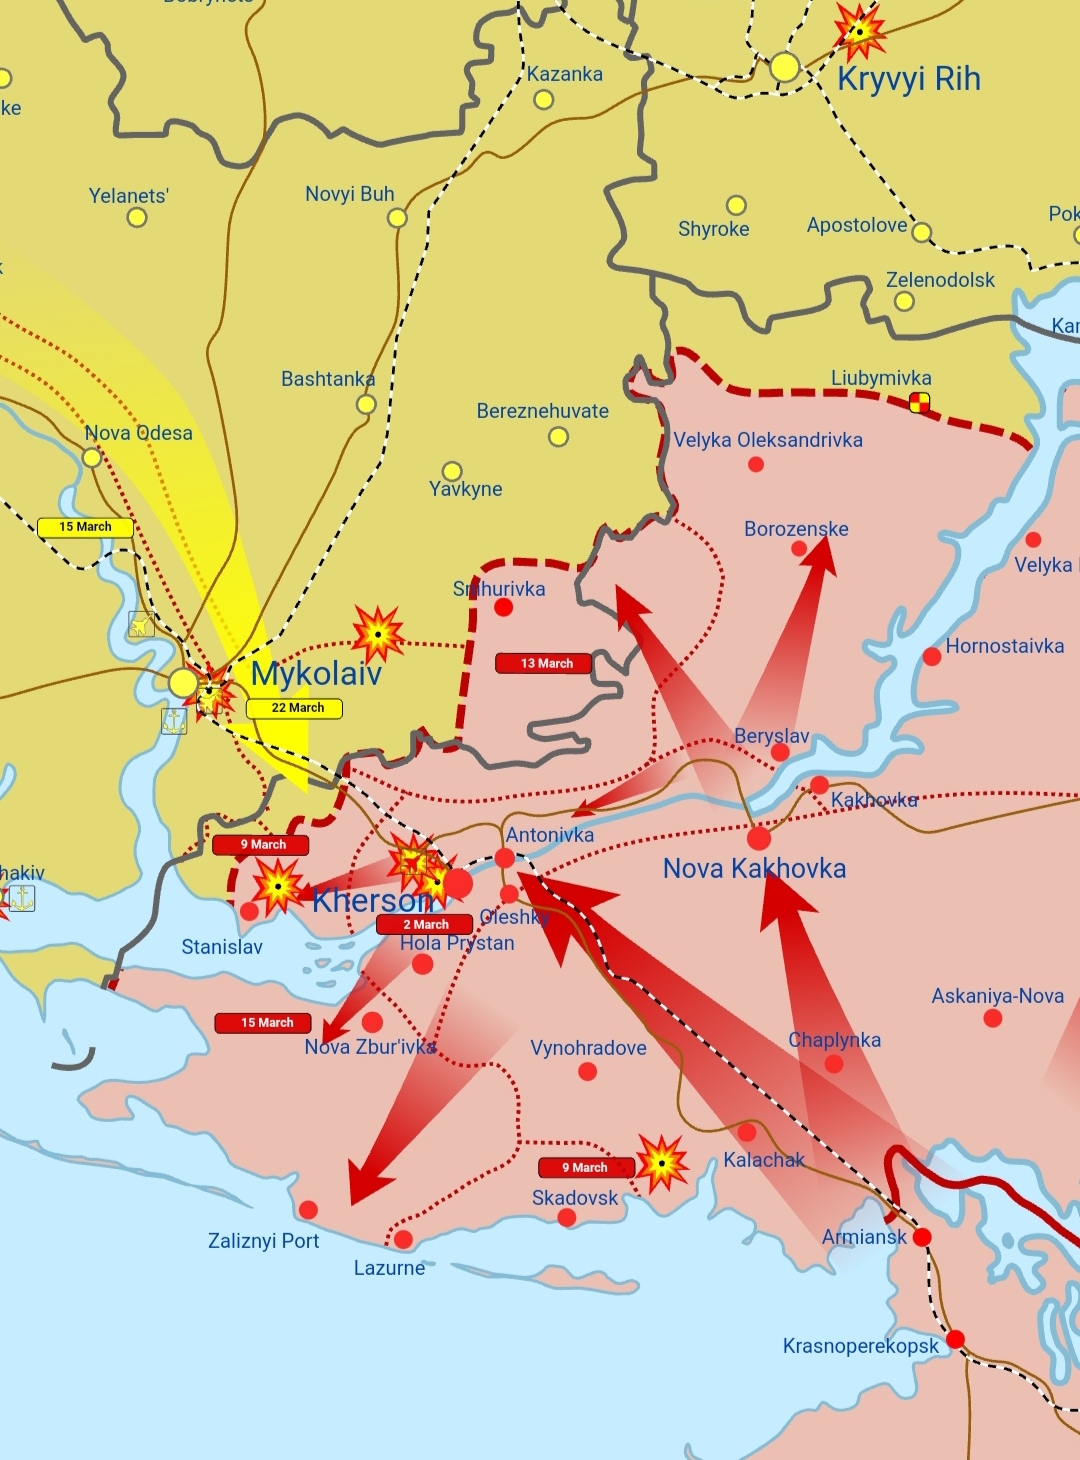 Kazanka
Kryvyi Rih
ke
Yelanets'
Novyi Buh
Shyroke
Apostolove
Pok
Zelenodolsk
Kar
Bashtanka
Liubymivka
Bereznehuvate
Nova Odesa
Velyka Oleksandrivka
Yavkyne
15 March
Borozenske
Velyka
Snihurivka
Hornostaivka
13 March
Mykolaiv
22 March
Beryslav
Kakhovka
Antonivka
9 March
Nova Kakhovka
hakiv
Kherson
Oleshky
2 March
Hola Prystan
Stanislav
Askaniya-Nova
15 March
Nova Zbur'ivka
Vynohradove
Chaplynka
9 March
Kalachak
Skadovsk
Zaliznyi Port
Armiansk
Lazurne
Krasnoperekopsk